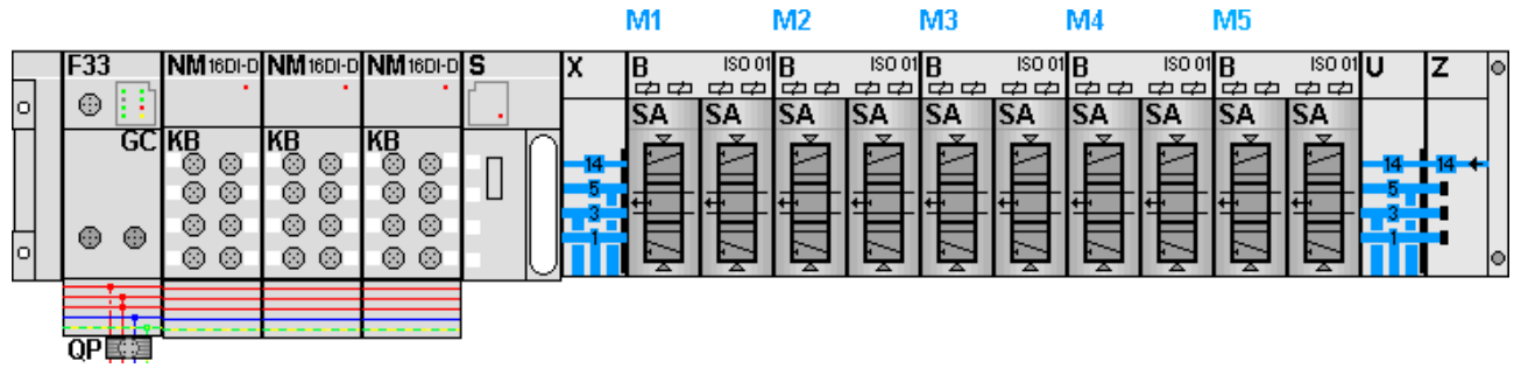 M1 M2 M3 M4 M5
F33 NM 16DI-D NM 16DI-D NM 16DI-D S X B ISO 01 B ISO 01 B ISO 01 B ISO 01 B ISO 01 U Z
SA SA SA SA SA SA SA SA SA SA
GC KB KB KB
14 14 14
5 5
3 3
1 1
QP